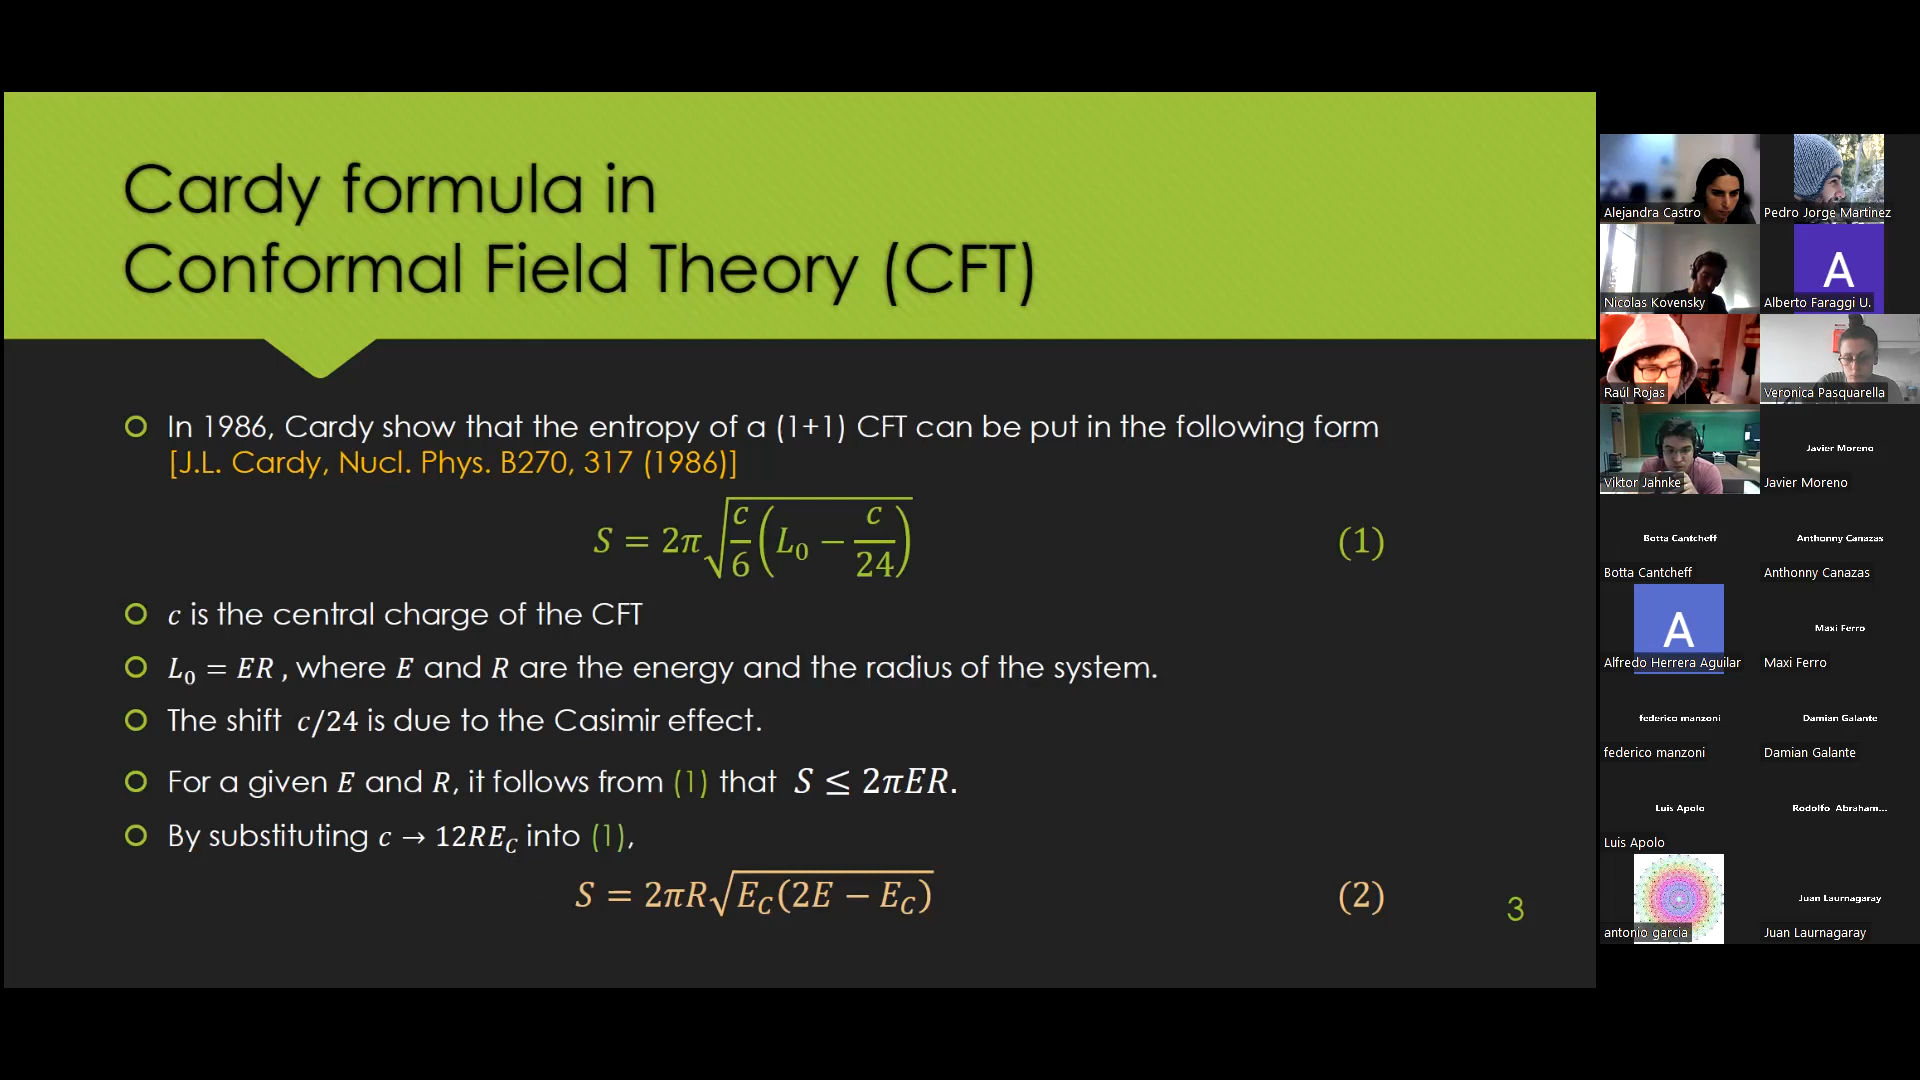 Cardy formula in
Conformal Field Theory (CFT)
In 1986, Cardy show that the entropy of a (1+1) CFT can be put in the following form
[J.L. Cardy, Nucl. Phys. B270, 317 (1986)]
S = 2π√(c/6 (L₀ − c/24)) (1)
c is the central charge of the CFT
L₀ = ER , where E and R are the energy and the radius of the system.
The shift c/24 is due to the Casimir effect.
For a given E and R, it follows from (1) that S ≤ 2πER.
By substituting c → 12RE_C into (1),
S = 2πR√(E_C(2E − E_C)) (2)
3
Alejandra Castro
Pedro Jorge Martinez
Nicolas Kovensky
A
Alberto Faraggi U.
Raúl Rojas
Veronica Pasquarella
Viktor Jahnke
Javier Moreno
Javier Moreno
Botta Cantcheff
Botta Cantcheff
Anthonny Canazas
Anthonny Canazas
A
Alfredo Herrera Aguilar
Maxi Ferro
Maxi Ferro
federico manzoni
federico manzoni
Damian Galante
Damian Galante
Luis Apolo
Luis Apolo
Rodolfo Abraham...
antonio garcia
Juan Laurnagaray
Juan Laurnagaray